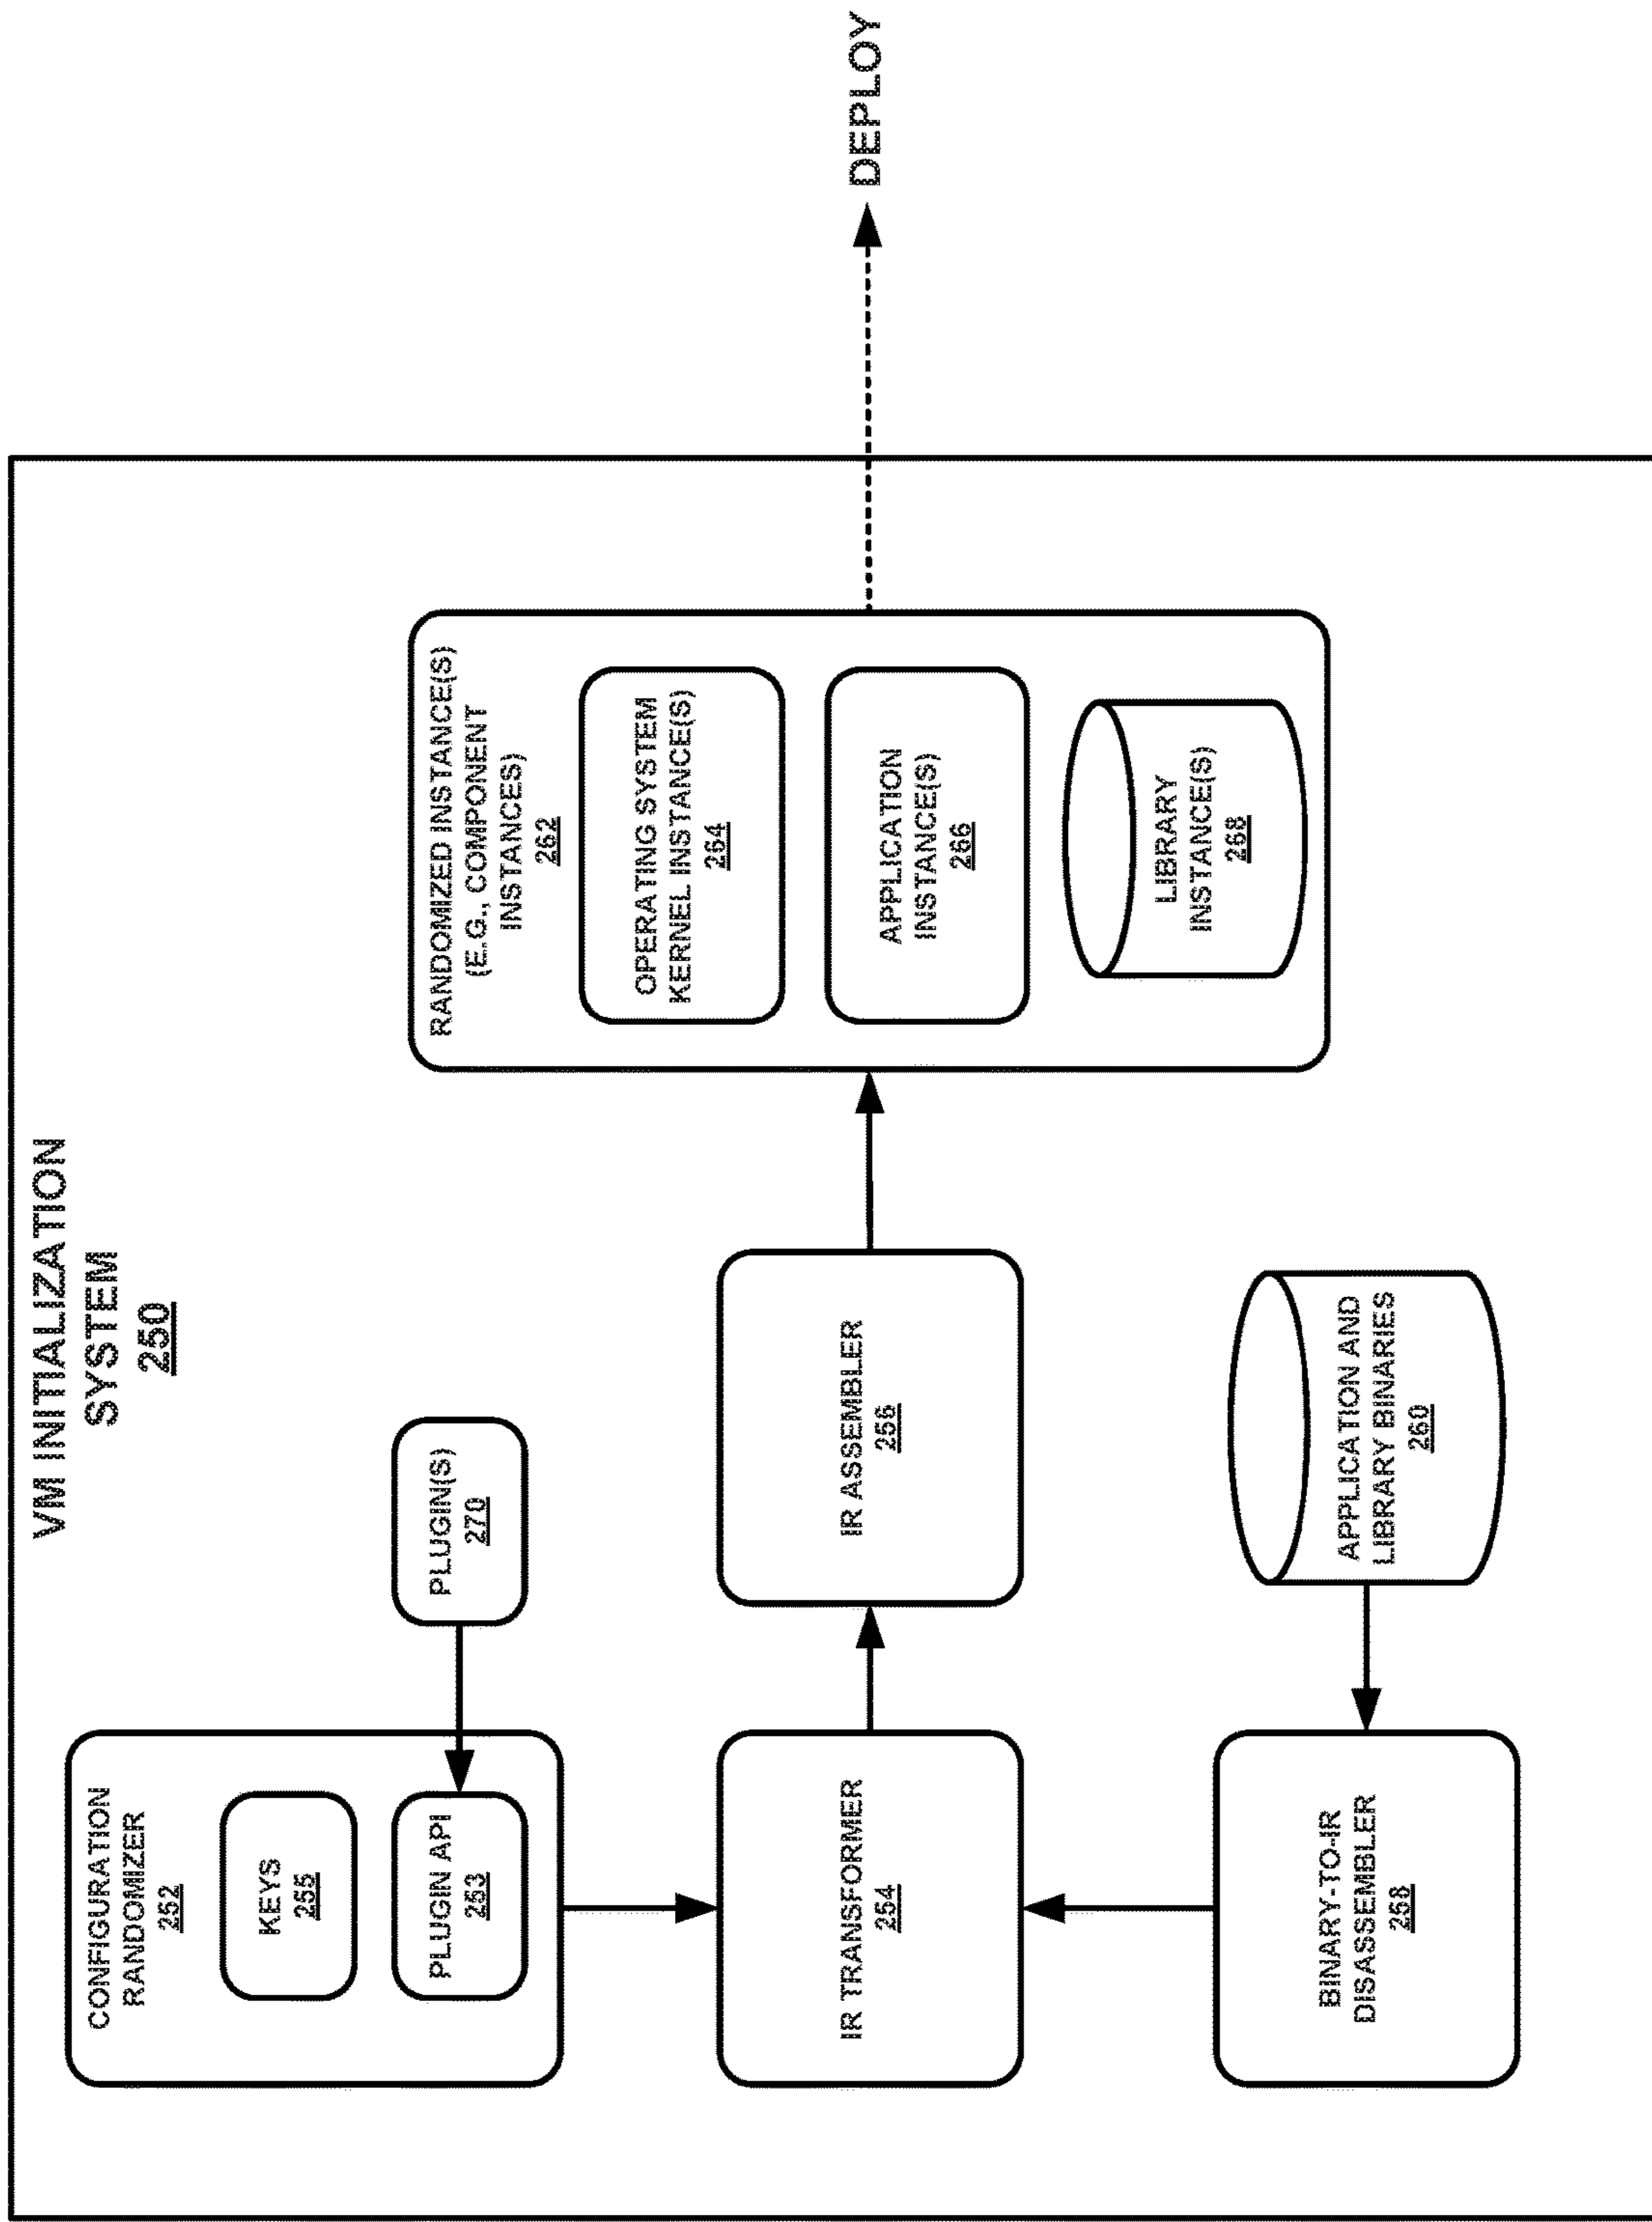 VM INITIALIZATION
SYSTEM
250
CONFIGURATION
RANDOMIZER
252
KEYS
255
PLUGIN API
253
PLUGIN(S)
270
IR TRANSFORMER
254
IR ASSEMBLER
256
BINARY-TO-IR
DISASSEMBLER
258
APPLICATION AND
LIBRARY BINARIES
260
RANDOMIZED INSTANCE(S)
(E.G., COMPONENT
INSTANCES)
262
OPERATING SYSTEM
KERNEL INSTANCE(S)
264
APPLICATION
INSTANCE(S)
266
LIBRARY
INSTANCE(S)
268
DEPLOY